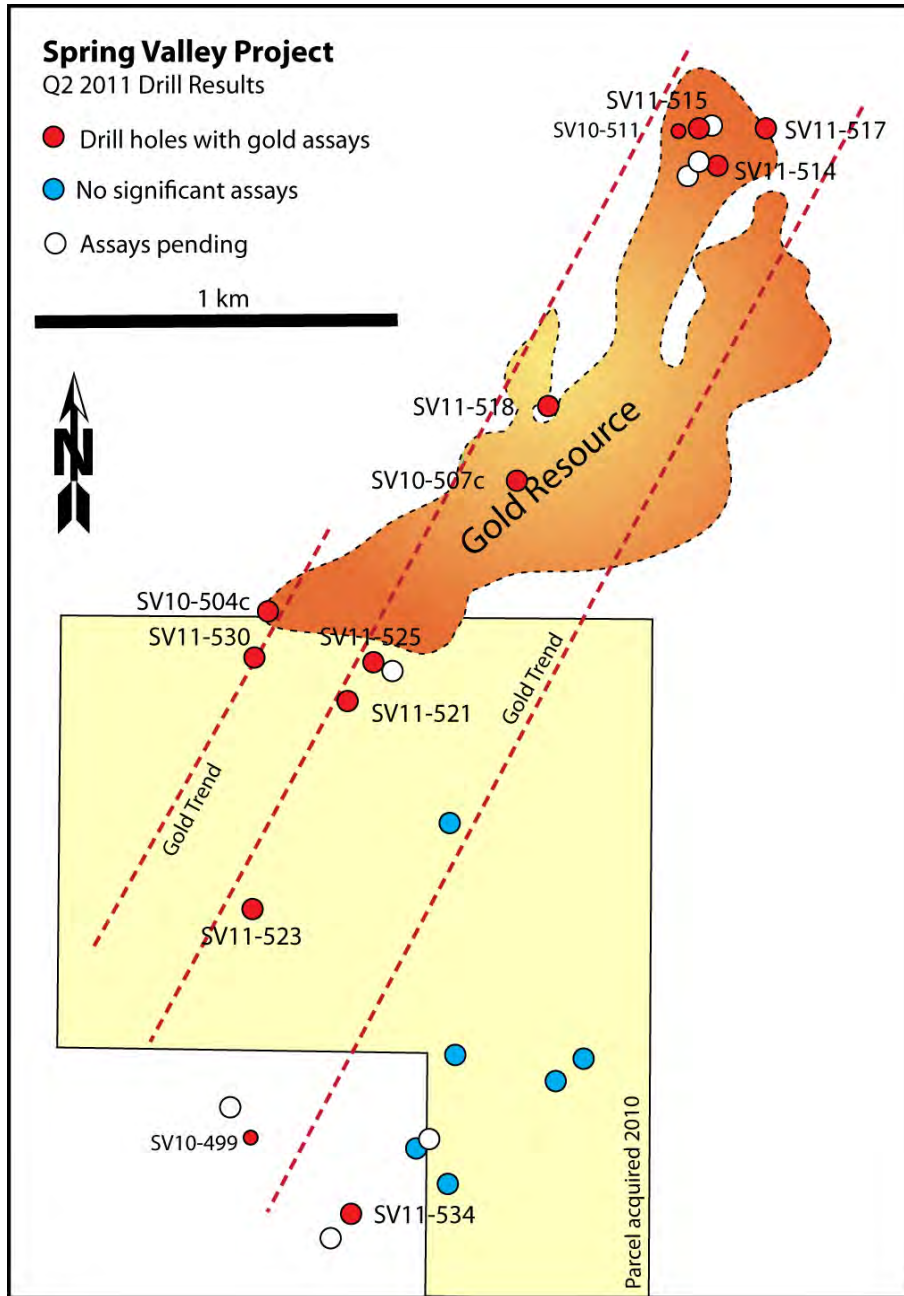 Spring Valley Project
Q2 2011 Drill Results
Drill holes with gold assays
No significant assays
Assays pending
1 km
N
SV11-515
SV10-511
SV11-517
SV11-514
SV11-518
SV10-507c
Gold Resource
SV10-504c
SV11-530
SV11-525
SV11-521
Gold Trend
Gold Trend
SV11-523
SV10-499
SV11-534
Parcel acquired 2010